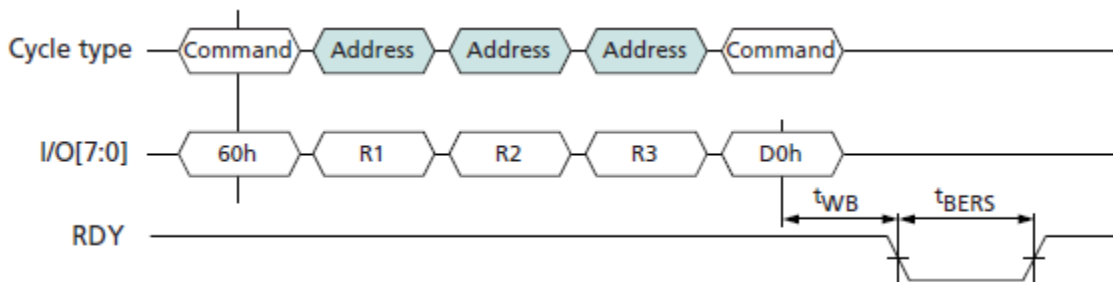 Cycle type Command Address Address Address Command
I/O[7:0] 60h R1 R2 R3 D0h
tWB tBERS
RDY